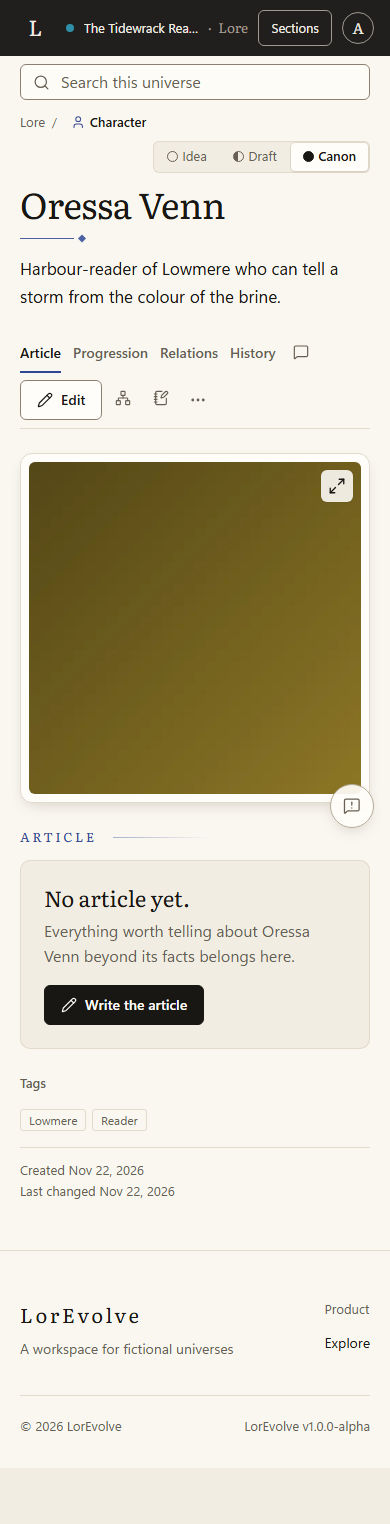 L The Tidewrack Rea... · Lore Sections A
Search this universe
Lore / Character
Idea Draft Canon
Oressa Venn
Harbour-reader of Lowmere who can tell a
storm from the colour of the brine.
Article Progression Relations History
Edit
ARTICLE
No article yet.
Everything worth telling about Oressa
Venn beyond its facts belongs here.
Write the article
Tags
Lowmere Reader
Created Nov 22, 2026
Last changed Nov 22, 2026
LorEvolve
Product
A workspace for fictional universes
Explore
© 2026 LorEvolve LorEvolve v1.0.0-alpha